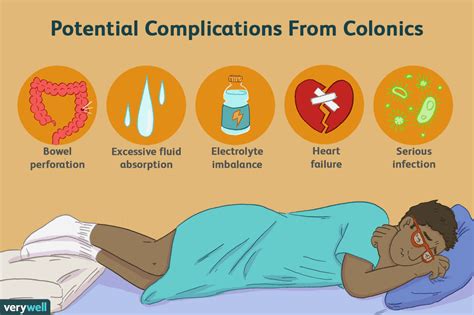 Potential Complications From Colonics
Bowel
perforation
Excessive fluid
absorption
Electrolyte
imbalance
Heart
failure
Serious
infection
verywell